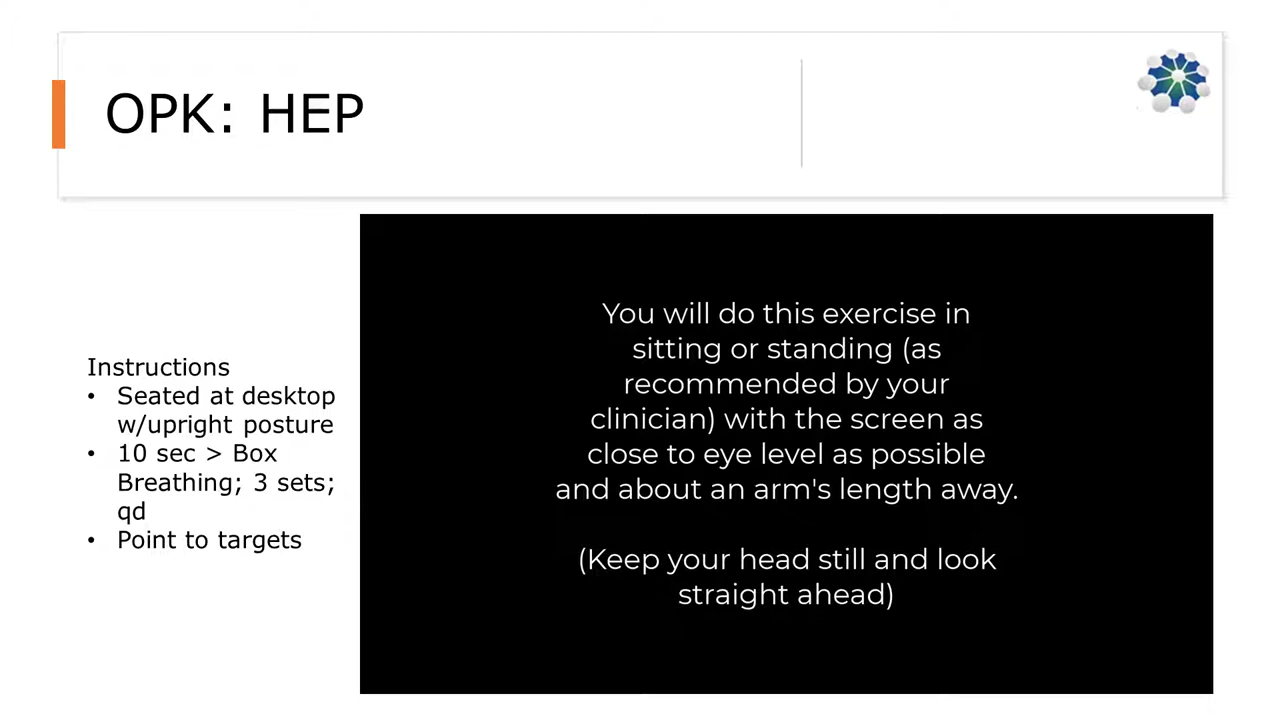 OPK: HEP
Instructions
• Seated at desktop
w/upright posture
• 10 sec > Box
Breathing; 3 sets;
qd
• Point to targets
You will do this exercise in
sitting or standing (as
recommended by your
clinician) with the screen as
close to eye level as possible
and about an arm's length away.
(Keep your head still and look
straight ahead)